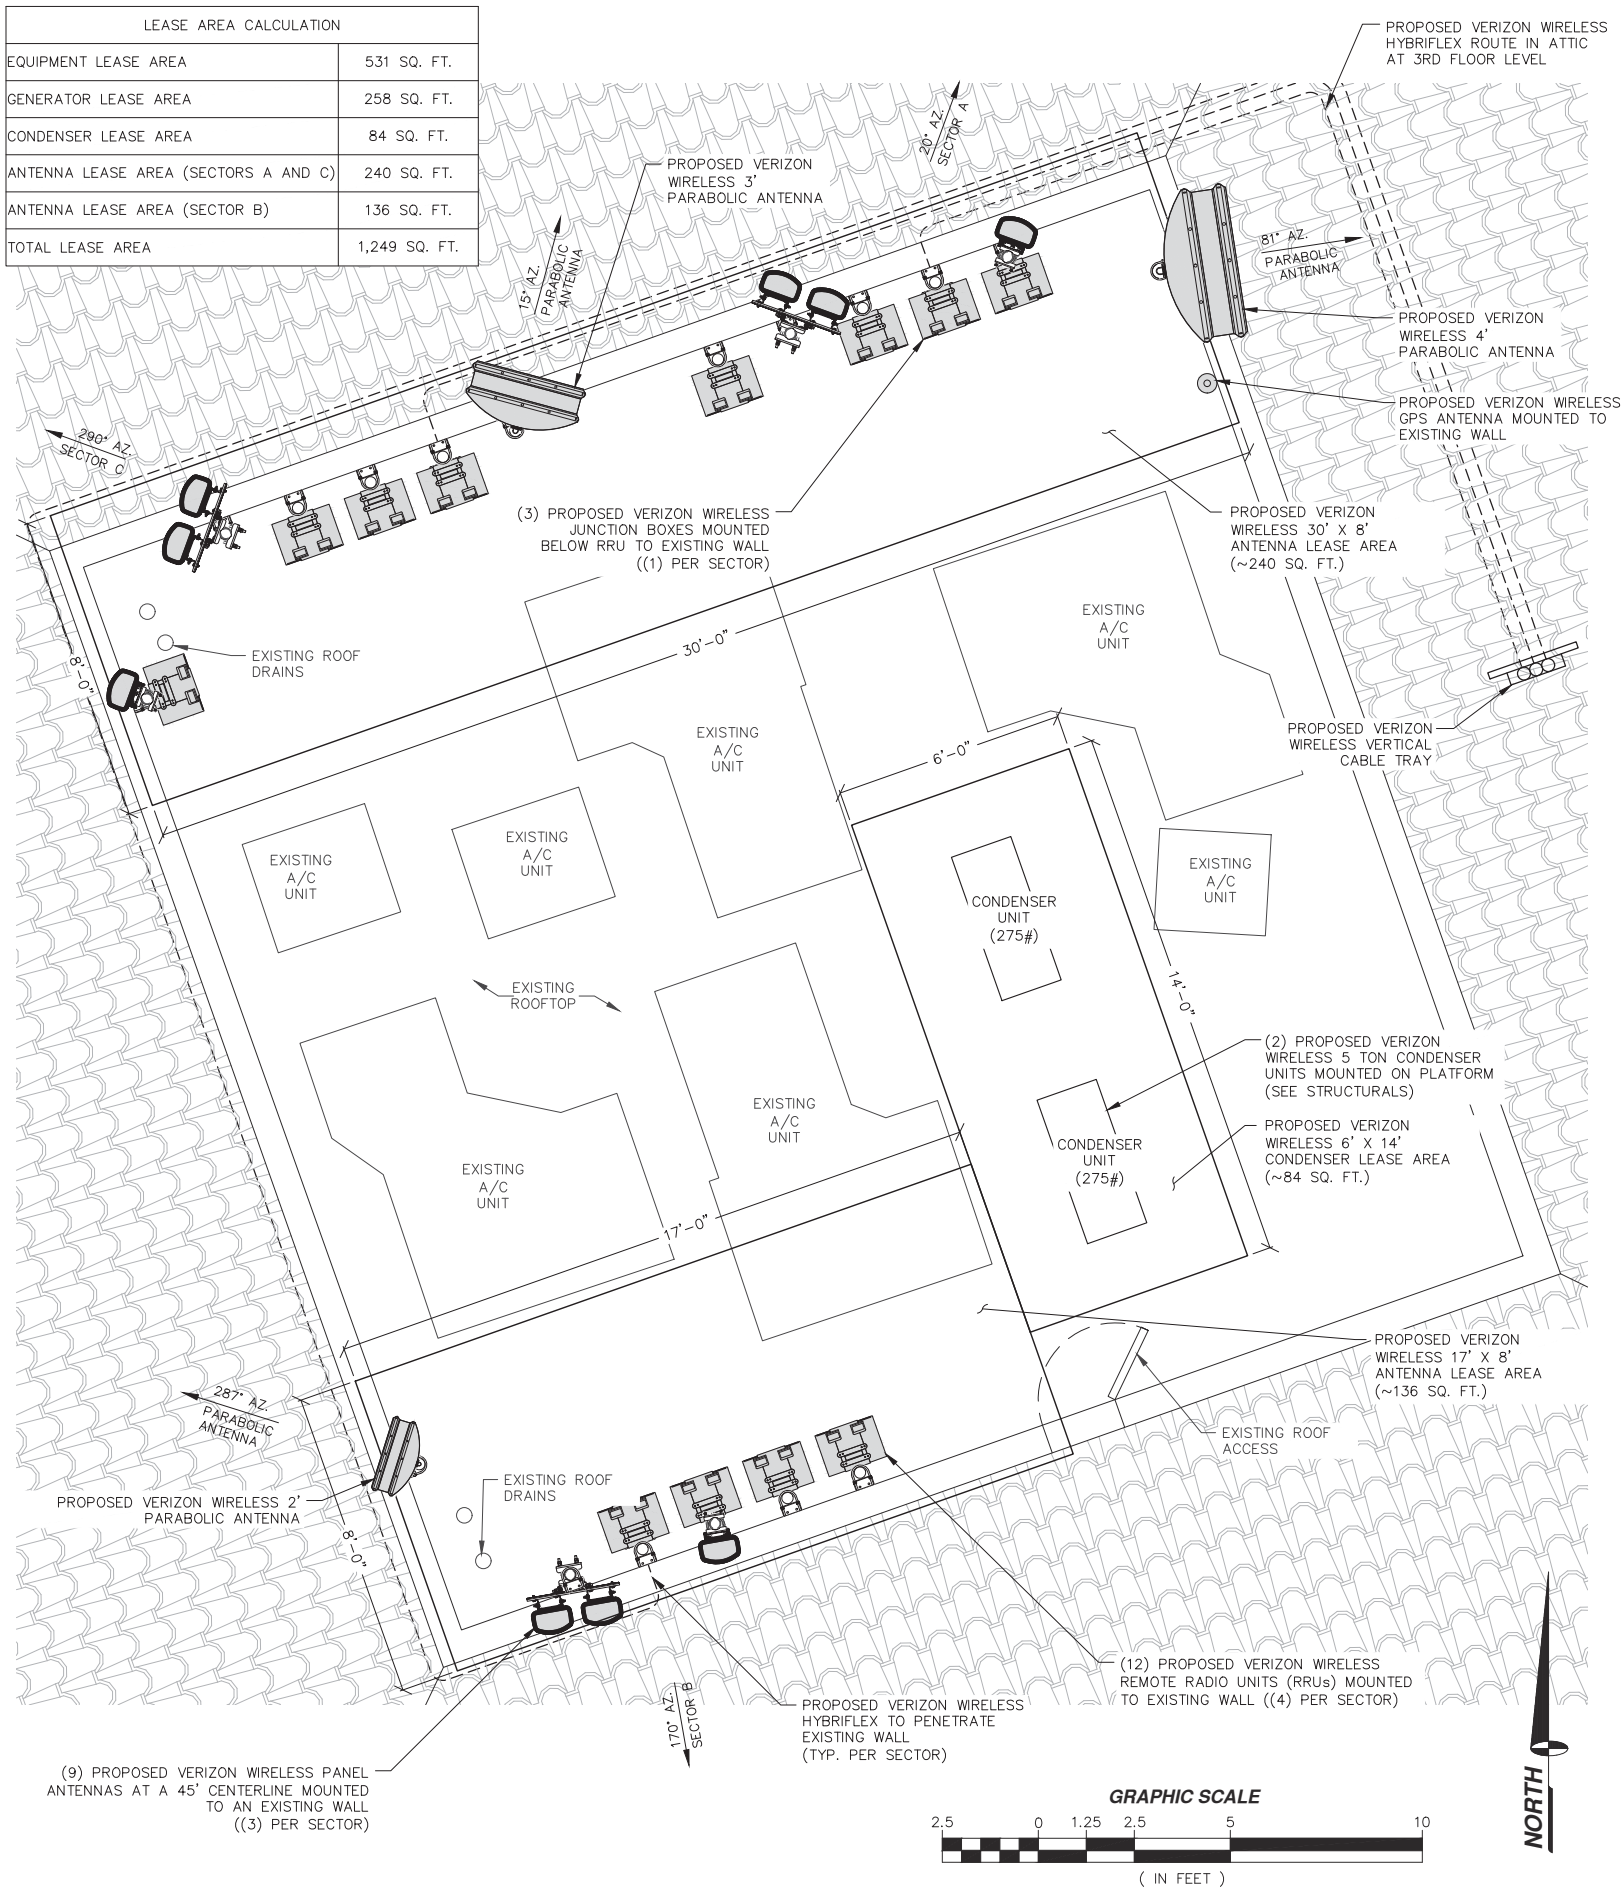 LEASE AREA CALCULATION
EQUIPMENT LEASE AREA 531 SQ. FT.
GENERATOR LEASE AREA 258 SQ. FT.
CONDENSER LEASE AREA 84 SQ. FT.
ANTENNA LEASE AREA (SECTORS A AND C) 240 SQ. FT.
ANTENNA LEASE AREA (SECTOR B) 136 SQ. FT.
TOTAL LEASE AREA 1,249 SQ. FT.
PROPOSED VERIZON WIRELESS
HYBRIFLEX ROUTE IN ATTIC
AT 3RD FLOOR LEVEL
20° AZ.
SECTOR A
PROPOSED VERIZON
WIRELESS 3'
PARABOLIC ANTENNA
15° AZ.
PARABOLIC
ANTENNA
81° AZ.
PARABOLIC
ANTENNA
PROPOSED VERIZON
WIRELESS 4'
PARABOLIC ANTENNA
PROPOSED VERIZON WIRELESS
GPS ANTENNA MOUNTED TO
EXISTING WALL
290° AZ.
SECTOR C
(3) PROPOSED VERIZON WIRELESS
JUNCTION BOXES MOUNTED
BELOW RRU TO EXISTING WALL
((1) PER SECTOR)
PROPOSED VERIZON
WIRELESS 30' X 8'
ANTENNA LEASE AREA
(~240 SQ. FT.)
EXISTING
A/C
UNIT
30'-0"
EXISTING ROOF
DRAINS
8'-0"
EXISTING
A/C
UNIT
6'-0"
PROPOSED VERIZON
WIRELESS VERTICAL
CABLE TRAY
EXISTING
A/C
UNIT
EXISTING
A/C
UNIT
EXISTING
A/C
UNIT
CONDENSER
UNIT
(275#)
14'-0"
EXISTING
ROOFTOP
(2) PROPOSED VERIZON
WIRELESS 5 TON CONDENSER
UNITS MOUNTED ON PLATFORM
(SEE STRUCTURALS)
EXISTING
A/C
UNIT
PROPOSED VERIZON
WIRELESS 6' X 14'
CONDENSER LEASE AREA
(~84 SQ. FT.)
CONDENSER
UNIT
(275#)
EXISTING
A/C
UNIT
17'-0"
PROPOSED VERIZON
WIRELESS 17' X 8'
ANTENNA LEASE AREA
(~136 SQ. FT.)
287° AZ.
PARABOLIC
ANTENNA
EXISTING ROOF
ACCESS
EXISTING ROOF
DRAINS
PROPOSED VERIZON WIRELESS 2'
PARABOLIC ANTENNA
8'-0"
(12) PROPOSED VERIZON WIRELESS
REMOTE RADIO UNITS (RRUs) MOUNTED
TO EXISTING WALL ((4) PER SECTOR)
170° AZ.
SECTOR B
PROPOSED VERIZON WIRELESS
HYBRIFLEX TO PENETRATE
EXISTING WALL
(TYP. PER SECTOR)
(9) PROPOSED VERIZON WIRELESS PANEL
ANTENNAS AT A 45' CENTERLINE MOUNTED
TO AN EXISTING WALL
((3) PER SECTOR)
GRAPHIC SCALE
2.5 0 1.25 2.5 5 10
( IN FEET )
NORTH